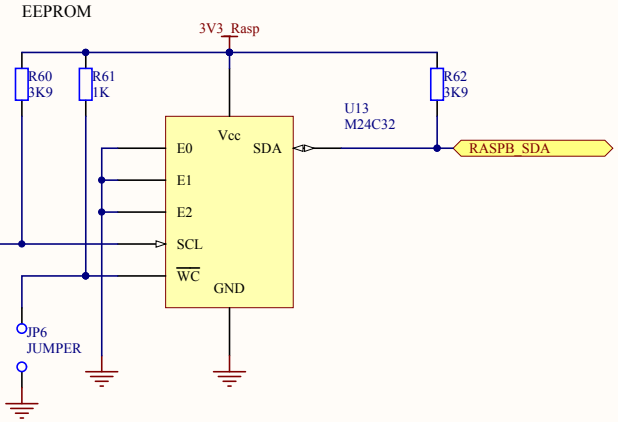 EEPROM
3V3_Rasp
R60
3K9
R61
1K
R62
3K9
U13
M24C32
Vcc
E0
SDA
RASPB_SDA
E1
E2
SCL
WC
GND
JP6
JUMPER